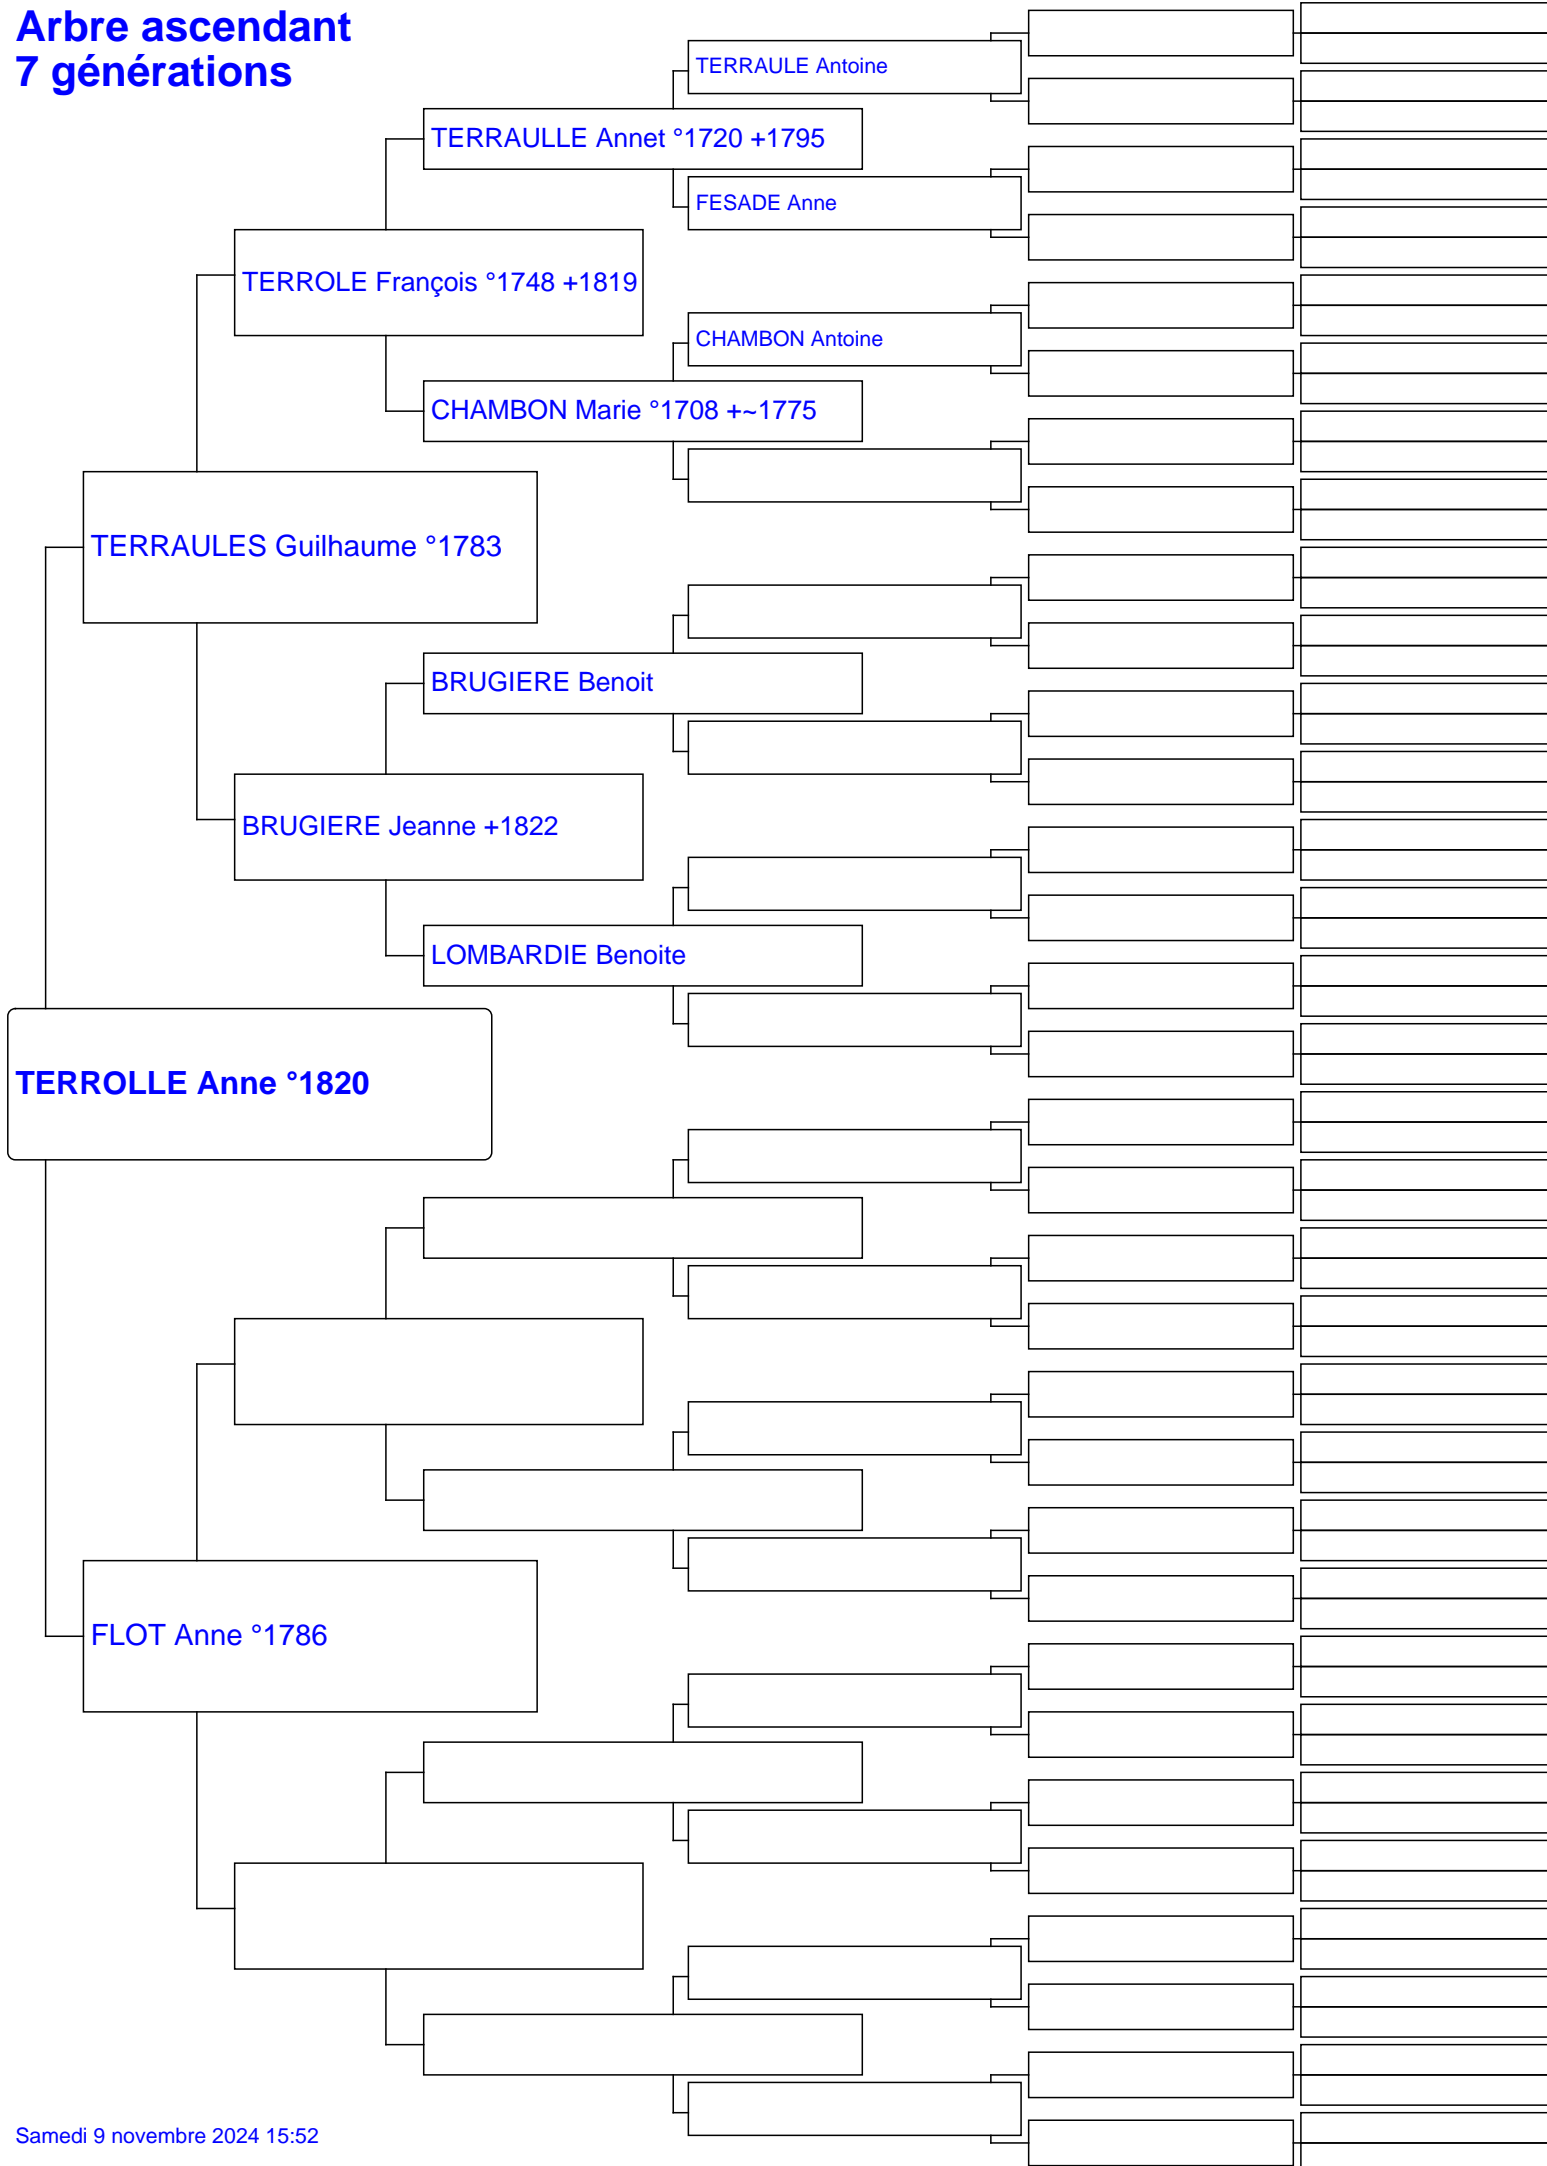 Arbre ascendant
7 générations
TERRAULE Antoine
TERRAULLE Annet °1720 +1795
FESADE Anne
TERROLE François °1748 +1819
CHAMBON Antoine
CHAMBON Marie °1708 +~1775
TERRAULES Guilhaume °1783
BRUGIERE Benoit
BRUGIERE Jeanne +1822
LOMBARDIE Benoite
TERROLLE Anne °1820
FLOT Anne °1786
Samedi 9 novembre 2024 15:52